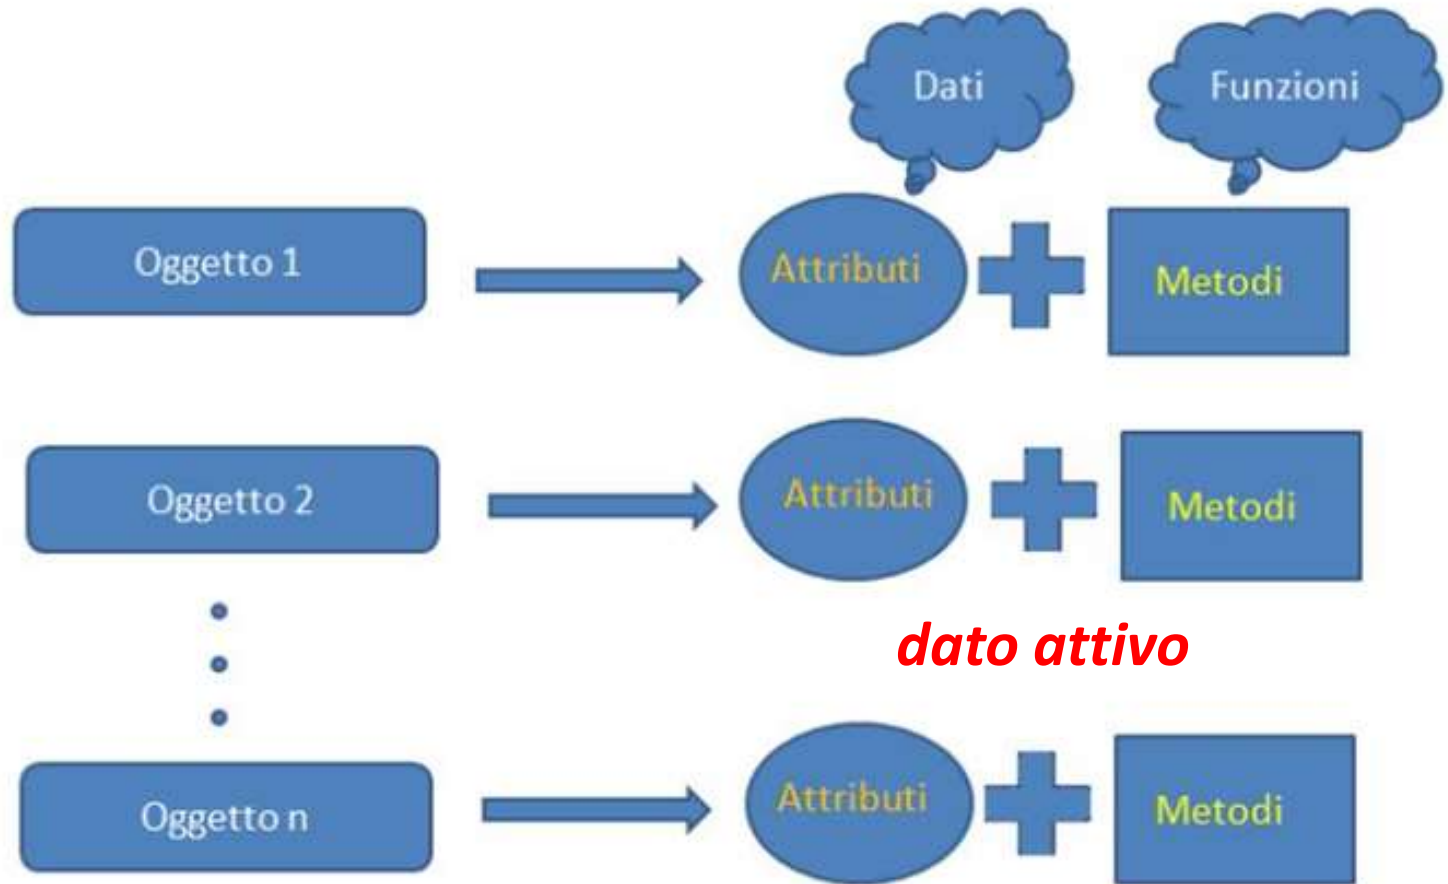 Dati
Funzioni
Oggetto 1
Attributi
Metodi
Oggetto 2
Attributi
Metodi
dato attivo
Oggetto n
Attributi
Metodi